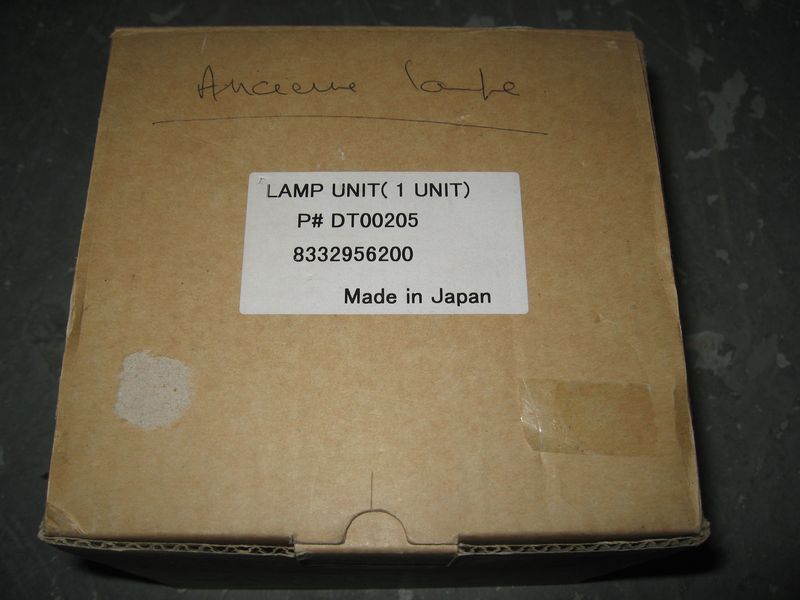 Ancienne lampe
LAMP UNIT( 1 UNIT)
P# DT00205
8332956200
Made in Japan